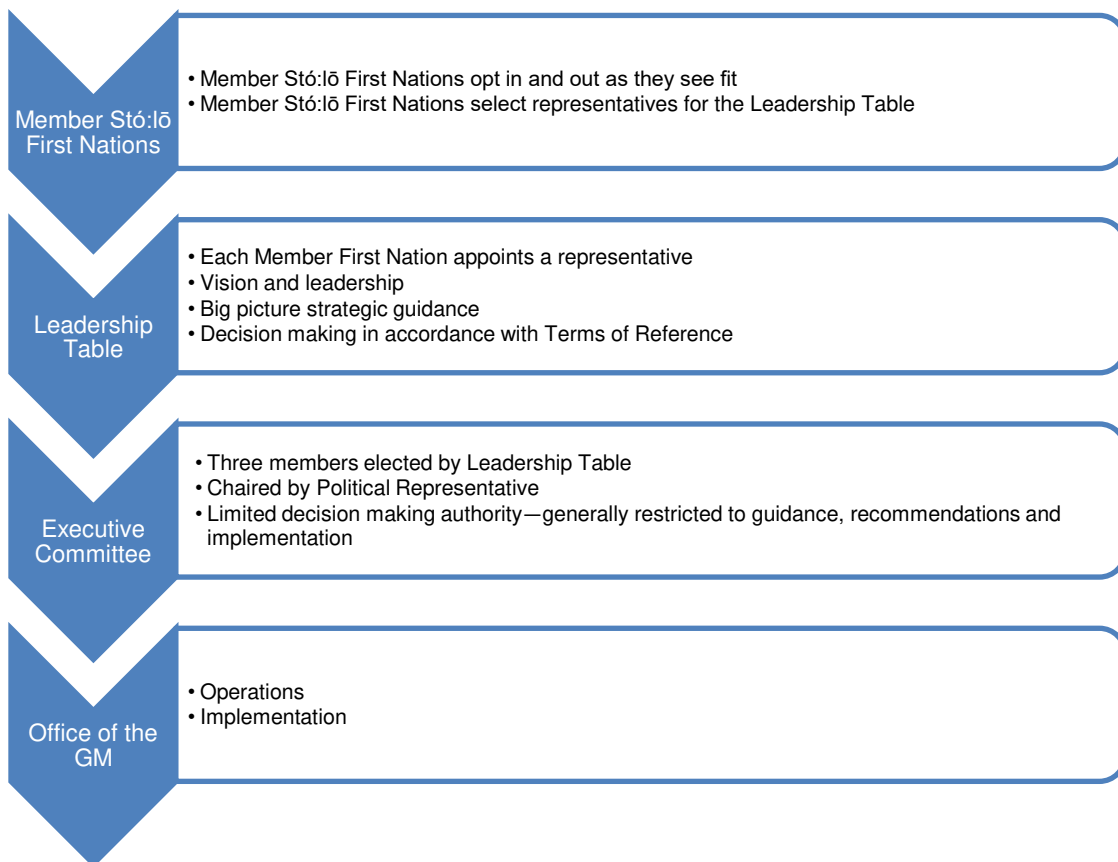 Member Stó:lō
First Nations
• Member Stó:lō First Nations opt in and out as they see fit
• Member Stó:lō First Nations select representatives for the Leadership Table
Leadership
Table
• Each Member First Nation appoints a representative
• Vision and leadership
• Big picture strategic guidance
• Decision making in accordance with Terms of Reference
Executive
Committee
• Three members elected by Leadership Table
• Chaired by Political Representative
• Limited decision making authority—generally restricted to guidance, recommendations and
implementation
Office of the
GM
• Operations
• Implementation